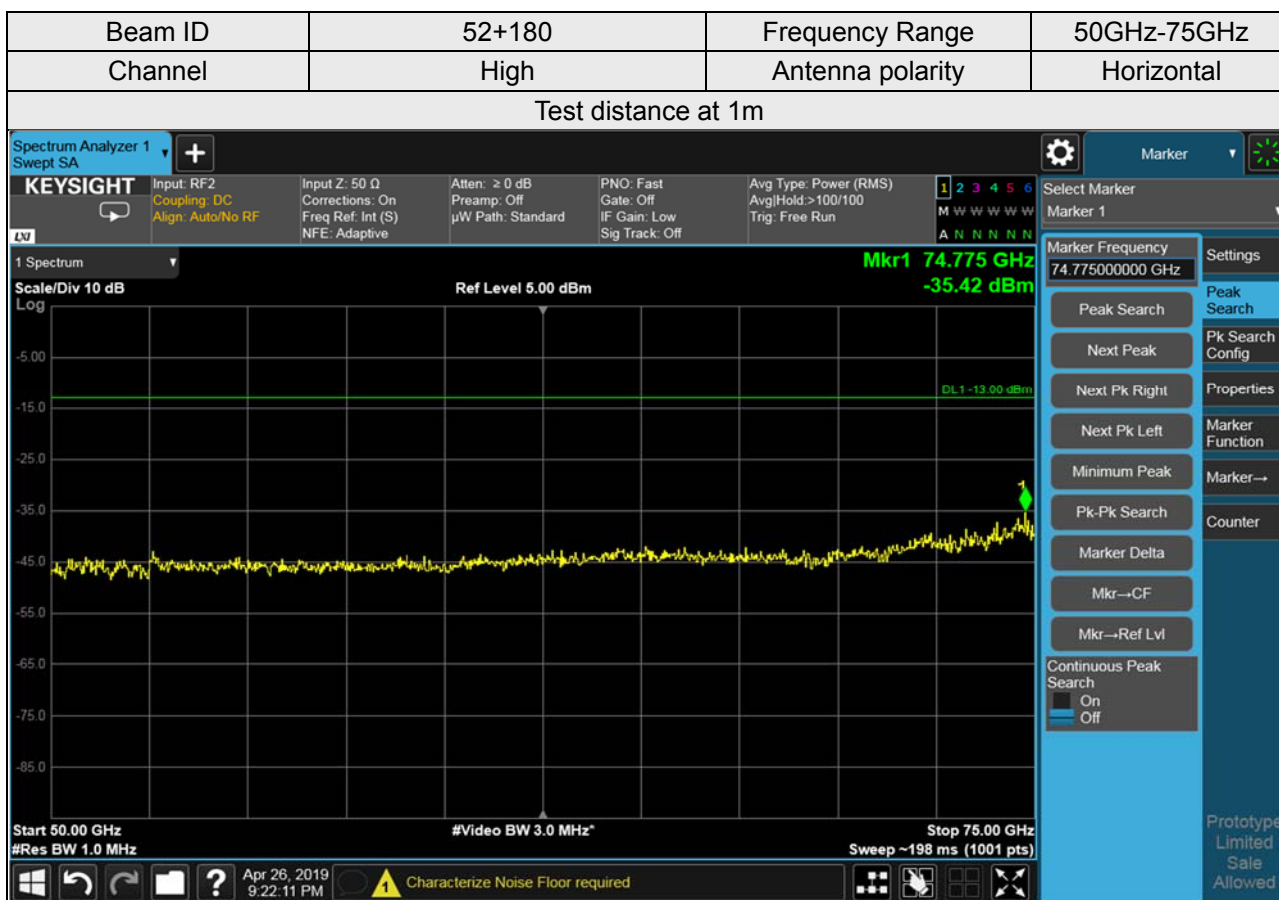 Beam ID 52+180 Frequency Range 50GHz-75GHz
Channel High Antenna polarity Horizontal
Test distance at 1m
Spectrum Analyzer 1
Swept SA
+
Marker
KEYSIGHT
LXI
Input: RF2
Coupling: DC
Align: Auto/No RF
Input Z: 50 Ω
Corrections: On
Freq Ref: Int (S)
NFE: Adaptive
Atten: ≥ 0 dB
Preamp: Off
µW Path: Standard
PNO: Fast
Gate: Off
IF Gain: Low
Sig Track: Off
Avg Type: Power (RMS)
Avg|Hold:>100/100
Trig: Free Run
1 2 3 4 5 6
M W W W W W
A N N N N N
Select Marker
Marker 1
1 Spectrum
Scale/Div 10 dB
Log
Ref Level 5.00 dBm
Mkr1 74.775 GHz
-35.42 dBm
DL1 -13.00 dBm
1
-5.00
-15.0
-25.0
-35.0
-45.0
-55.0
-65.0
-75.0
-85.0
Start 50.00 GHz
#Res BW 1.0 MHz
#Video BW 3.0 MHz*
Stop 75.00 GHz
Sweep ~198 ms (1001 pts)
Marker Frequency
74.775000000 GHz
Peak Search
Next Peak
Next Pk Right
Next Pk Left
Minimum Peak
Pk-Pk Search
Marker Delta
Mkr→CF
Mkr→Ref Lvl
Continuous Peak
Search
On
Off
Settings
Peak
Search
Pk Search
Config
Properties
Marker
Function
Marker→
Counter
Prototype
Limited
Sale
Allowed
?
Apr 26, 2019
9:22:11 PM
1
Characterize Noise Floor required